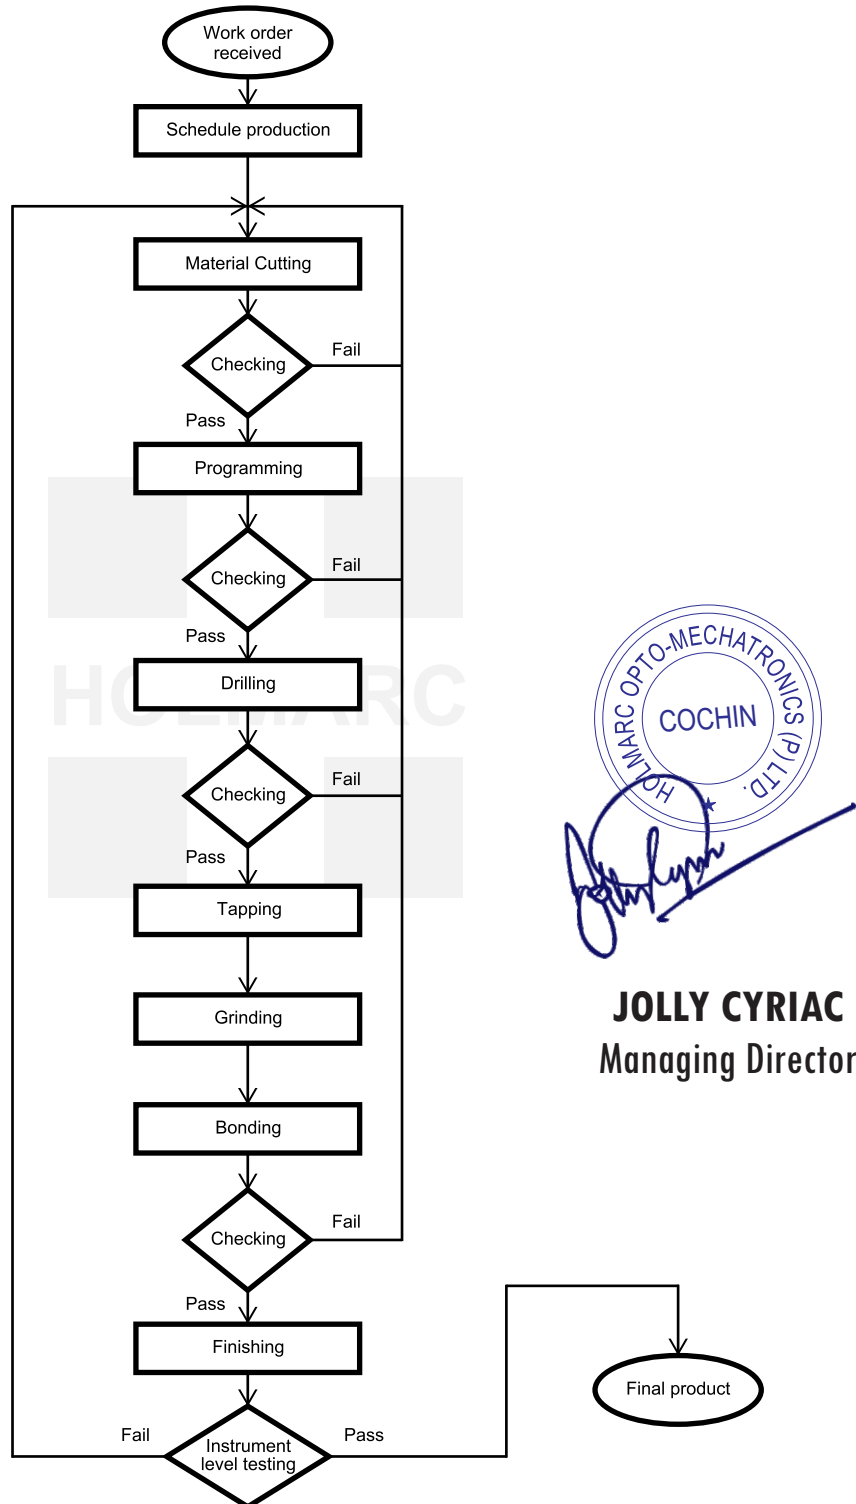 Work order
received
Schedule production
Material Cutting
Checking
Fail
Pass
Programming
Checking
Fail
Pass
Drilling
HOLMARC
Checking
Fail
Pass
Tapping
Grinding
Bonding
Checking
Fail
Pass
Finishing
Fail
Instrument
level testing
Pass
Final product
HOLMARC OPTO-MECHATRONICS (P) LTD.
COCHIN
JOLLY CYRIAC
Managing Director